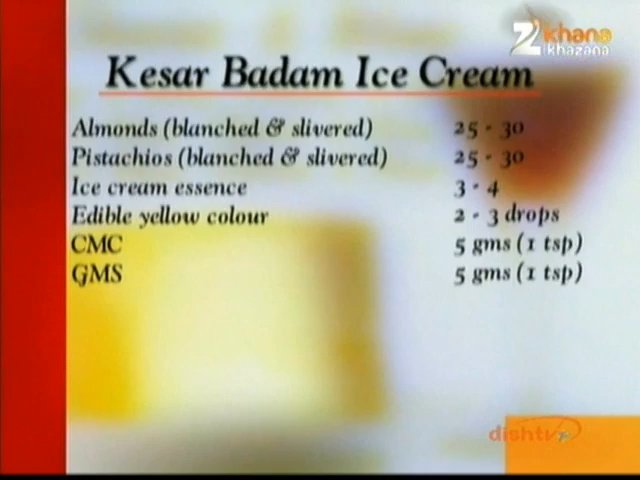 Z khana
khazana
Kesar Badam Ice Cream
Almonds (blanched & slivered) 25 - 30
Pistachios (blanched & slivered) 25 - 30
Ice cream essence 3 - 4
Edible yellow colour 2 - 3 drops
CMC 5 gms (1 tsp)
GMS 5 gms (1 tsp)
dishtv